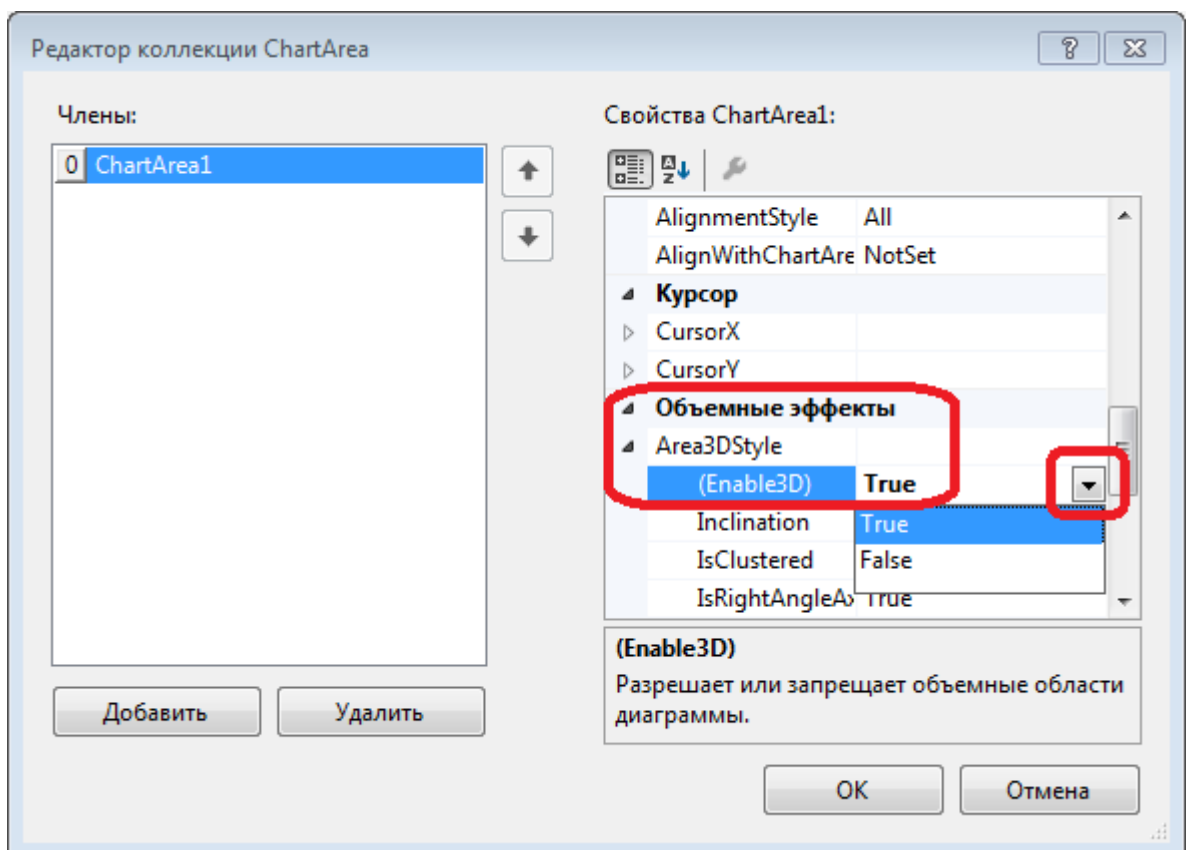 Редактор коллекции ChartArea
Члены:
0 ChartArea1
Добавить
Удалить
Свойства ChartArea1:
AlignmentStyle All
AlignWithChartAre NotSet
Курсор
CursorX
CursorY
Объемные эффекты
Area3DStyle
(Enable3D) True
Inclination True
IsClustered False
IsRightAngleAx True
(Enable3D)
Разрешает или запрещает объемные области
диаграммы.
OK
Отмена